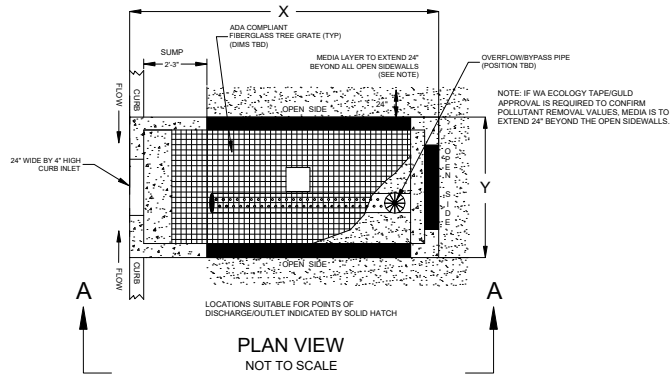 X
ADA COMPLIANT
FIBERGLASS TREE GRATE (TYP)
(DIMS TBD)
SUMP
2'-3"
MEDIA LAYER TO EXTEND 24"
BEYOND ALL OPEN SIDEWALLS
(SEE NOTE)
OVERFLOW/BYPASS PIPE
(POSITION TBD)
NOTE: IF WA ECOLOGY TAPE/GULD
APPROVAL IS REQUIRED TO CONFIRM
POLLUTANT REMOVAL VALUES, MEDIA IS TO
EXTEND 24" BEYOND THE OPEN SIDEWALLS.
FLOW
CURB
OPEN SIDE
24"
24" WIDE BY 4" HIGH
CURB INLET
OPEN SIDE
Y
FLOW
CURB
OPEN SIDE
A
A
LOCATIONS SUITABLE FOR POINTS OF
DISCHARGE/OUTLET INDICATED BY SOLID HATCH
PLAN VIEW
NOT TO SCALE